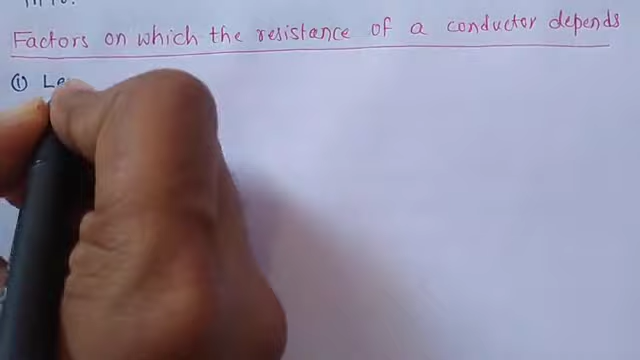 Factors on which the resistance of a conductor depends
① Le